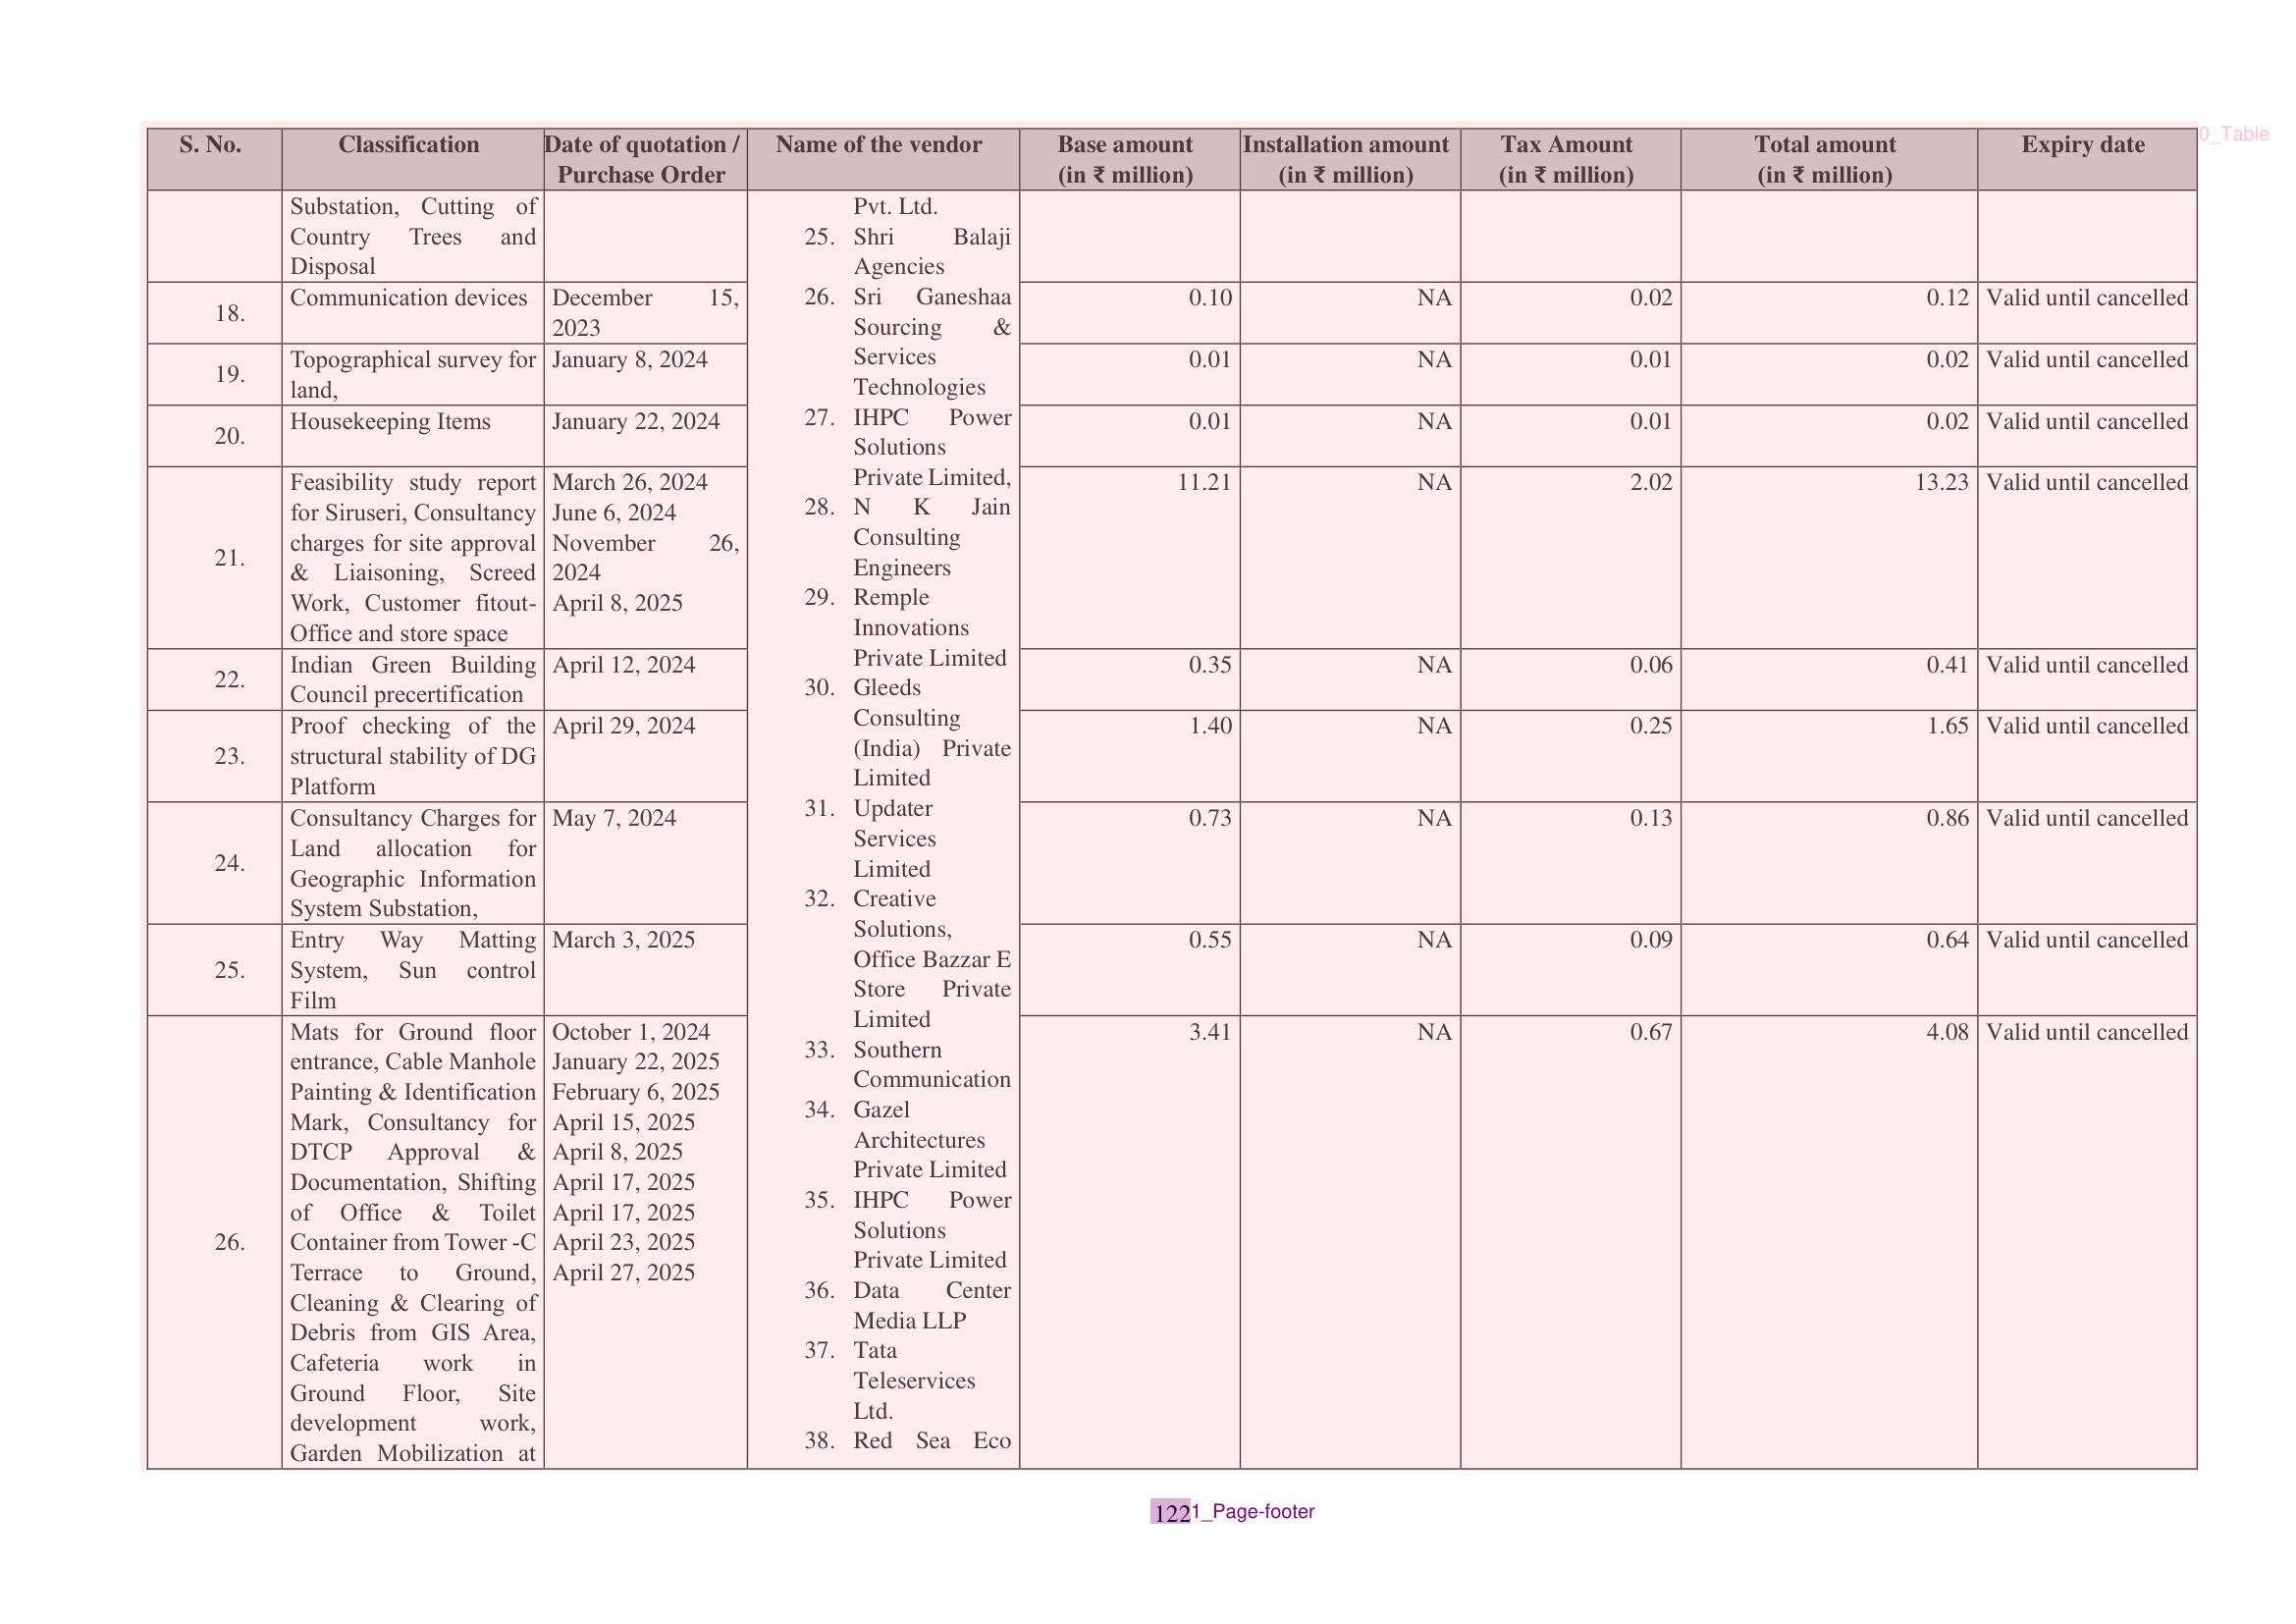 S. No.
Classification
Date of quotation /
Purchase Order
Name of the vendor
Base amount
(in ₹ million)
Installation amount
(in ₹ million)
Tax Amount
(in ₹ million)
Total amount
(in ₹ million)
Expiry date
0_Table
Substation, Cutting of
Country Trees and
Disposal
Pvt. Ltd.
25. Shri Balaji
Agencies
26. Sri Ganeshaa
Sourcing &
Services
Technologies
27. IHPC Power
Solutions
Private Limited,
28. N K Jain
Consulting
Engineers
29. Remple
Innovations
Private Limited
30. Gleeds
Consulting
(India) Private
Limited
31. Updater
Services
Limited
32. Creative
Solutions,
Office Bazzar E
Store Private
Limited
33. Southern
Communication
34. Gazel
Architectures
Private Limited
35. IHPC Power
Solutions
Private Limited
36. Data Center
Media LLP
37. Tata
Teleservices
Ltd.
38. Red Sea Eco
18.
Communication devices
December 15,
2023
0.10
NA
0.02
0.12
Valid until cancelled
19.
Topographical survey for
land,
January 8, 2024
0.01
NA
0.01
0.02
Valid until cancelled
20.
Housekeeping Items
January 22, 2024
0.01
NA
0.01
0.02
Valid until cancelled
21.
Feasibility study report
for Siruseri, Consultancy
charges for site approval
& Liaisoning, Screed
Work, Customer fitout-
Office and store space
March 26, 2024
June 6, 2024
November 26,
2024
April 8, 2025
11.21
NA
2.02
13.23
Valid until cancelled
22.
Indian Green Building
Council precertification
April 12, 2024
0.35
NA
0.06
0.41
Valid until cancelled
23.
Proof checking of the
structural stability of DG
Platform
April 29, 2024
1.40
NA
0.25
1.65
Valid until cancelled
24.
Consultancy Charges for
Land allocation for
Geographic Information
System Substation,
May 7, 2024
0.73
NA
0.13
0.86
Valid until cancelled
25.
Entry Way Matting
System, Sun control
Film
March 3, 2025
0.55
NA
0.09
0.64
Valid until cancelled
26.
Mats for Ground floor
entrance, Cable Manhole
Painting & Identification
Mark, Consultancy for
DTCP Approval &
Documentation, Shifting
of Office & Toilet
Container from Tower -C
Terrace to Ground,
Cleaning & Clearing of
Debris from GIS Area,
Cafeteria work in
Ground Floor, Site
development work,
Garden Mobilization at
October 1, 2024
January 22, 2025
February 6, 2025
April 15, 2025
April 8, 2025
April 17, 2025
April 17, 2025
April 23, 2025
April 27, 2025
3.41
NA
0.67
4.08
Valid until cancelled
122
1_Page-footer